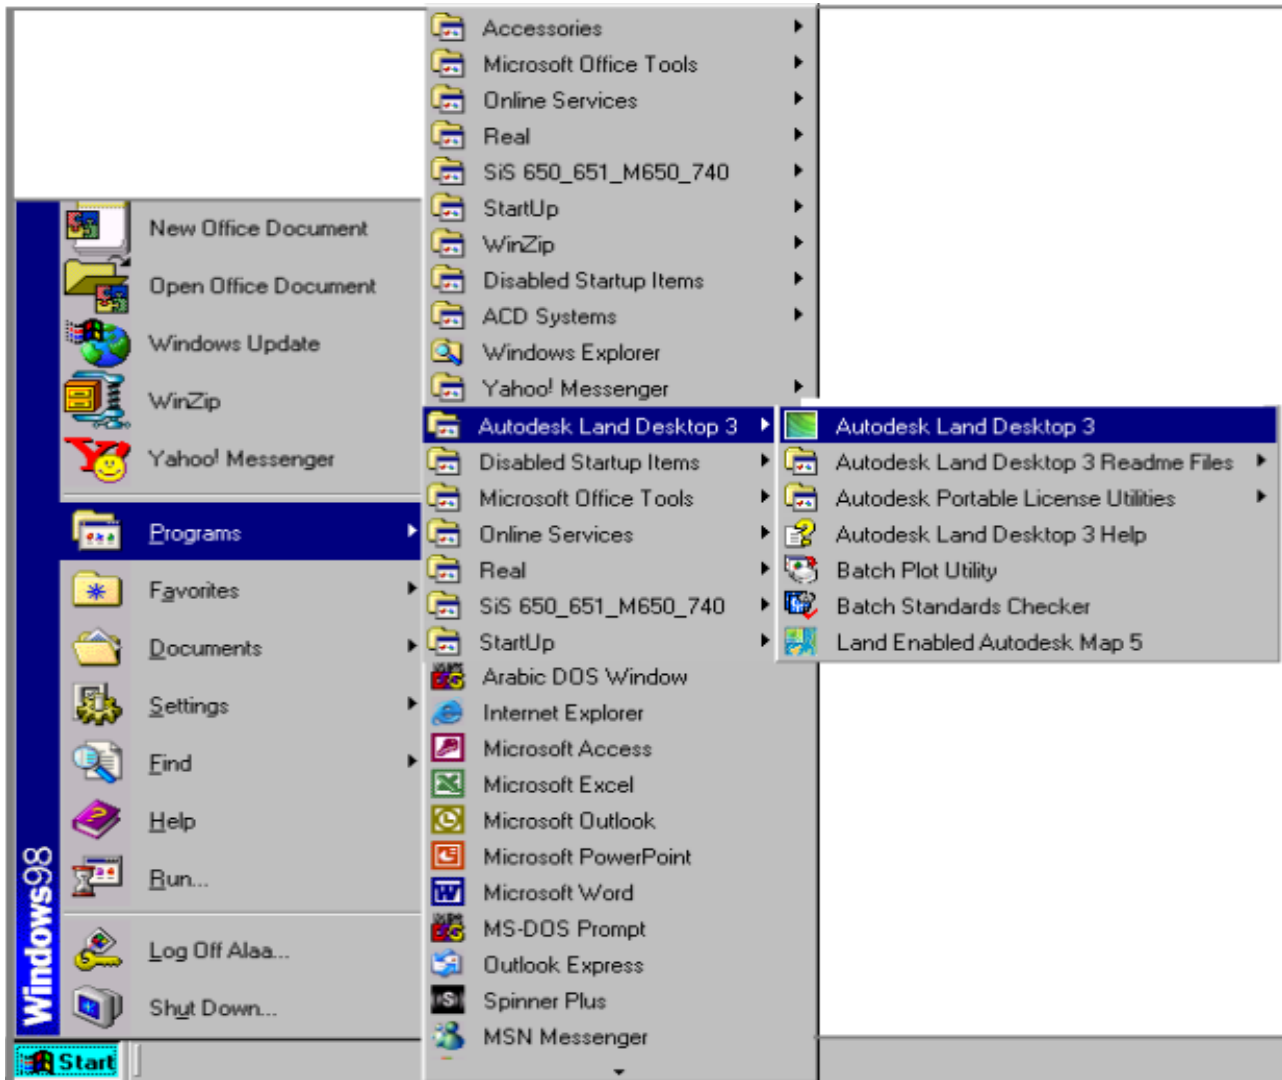 New Office Document
Open Office Document
Windows Update
WinZip
Yahoo! Messenger
Programs
Favorites
Documents
Settings
Find
Help
Run...
Log Off Alaa...
Shut Down...
Windows98
Start
Accessories
Microsoft Office Tools
Online Services
Real
SiS 650_651_M650_740
StartUp
WinZip
Disabled Startup Items
ACD Systems
Windows Explorer
Yahoo! Messenger
Autodesk Land Desktop 3
Disabled Startup Items
Microsoft Office Tools
Online Services
Real
SiS 650_651_M650_740
StartUp
Arabic DOS Window
Internet Explorer
Microsoft Access
Microsoft Excel
Microsoft Outlook
Microsoft PowerPoint
Microsoft Word
MS-DOS Prompt
Outlook Express
Spinner Plus
MSN Messenger
Autodesk Land Desktop 3
Autodesk Land Desktop 3 Readme Files
Autodesk Portable License Utilities
Autodesk Land Desktop 3 Help
Batch Plot Utility
Batch Standards Checker
Land Enabled Autodesk Map 5